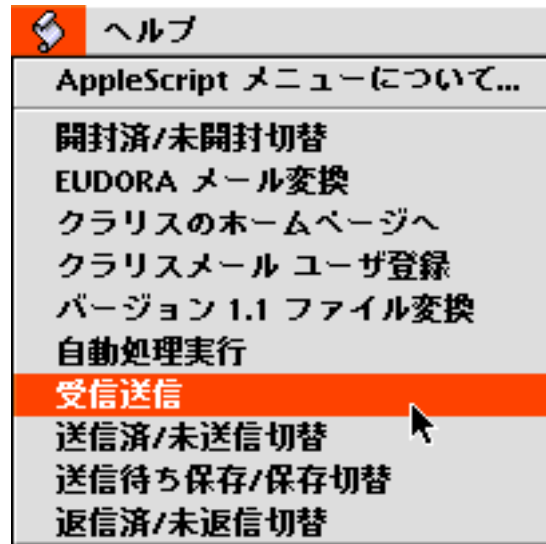 ヘルプ
AppleScript メニューについて...
開封済/未開封切替
EUDORA メール変換
クラリスのホームページへ
クラリスメール ユーザ登録
バージョン 1.1 ファイル変換
自動処理実行
受信送信
送信済/未送信切替
送信待ち保存/保存切替
返信済/未返信切替